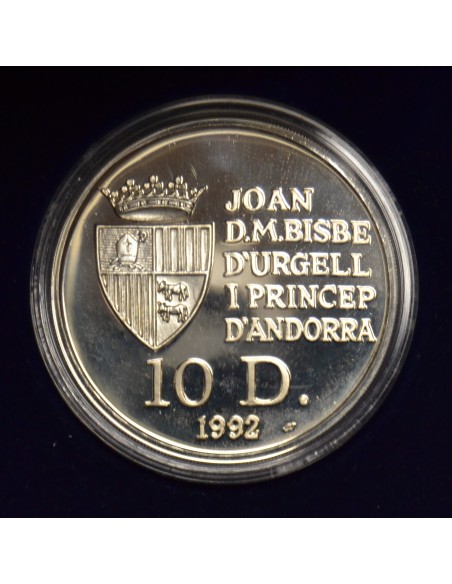 JOAN
D.M.BISBE
D'URGELL
I PRINCEP
D'ANDORRA
10 D.
1992